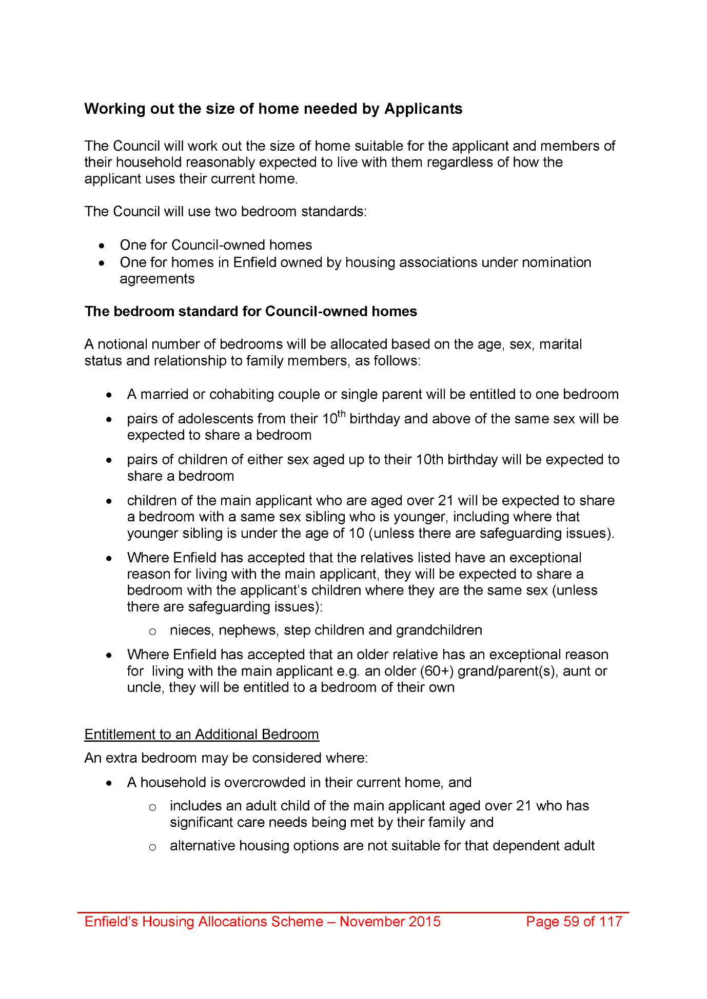 Working out the size of home needed by Applicants
The Council will work out the size of home suitable for the applicant and members of
their household reasonably expected to live with them regardless of how the
applicant uses their current home.
The Council will use two bedroom standards:
• One for Council-owned homes
• One for homes in Enfield owned by housing associations under nomination
agreements
The bedroom standard for Council-owned homes
A notional number of bedrooms will be allocated based on the age, sex, marital
status and relationship to family members, as follows:
• A married or cohabiting couple or single parent will be entitled to one bedroom
• pairs of adolescents from their 10th birthday and above of the same sex will be
expected to share a bedroom
• pairs of children of either sex aged up to their 10th birthday will be expected to
share a bedroom
• children of the main applicant who are aged over 21 will be expected to share
a bedroom with a same sex sibling who is younger, including where that
younger sibling is under the age of 10 (unless there are safeguarding issues).
• Where Enfield has accepted that the relatives listed have an exceptional
reason for living with the main applicant, they will be expected to share a
bedroom with the applicant’s children where they are the same sex (unless
there are safeguarding issues):
o nieces, nephews, step children and grandchildren
• Where Enfield has accepted that an older relative has an exceptional reason
for living with the main applicant e.g. an older (60+) grand/parent(s), aunt or
uncle, they will be entitled to a bedroom of their own
Entitlement to an Additional Bedroom
An extra bedroom may be considered where:
• A household is overcrowded in their current home, and
o includes an adult child of the main applicant aged over 21 who has
significant care needs being met by their family and
o alternative housing options are not suitable for that dependent adult
Enfield’s Housing Allocations Scheme – November 2015 Page 59 of 117